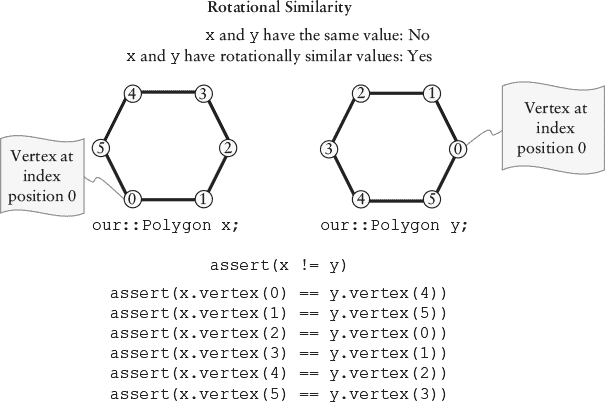 Rotational Similarity
x and y have the same value: No
x and y have rotationally similar values: Yes
4 3
5 2
0 1
Vertex at
index
position 0
our::Polygon x;
2 1
3 0
4 5
Vertex at
index
position 0
our::Polygon y;
assert(x != y)
assert(x.vertex(0) == y.vertex(4))
assert(x.vertex(1) == y.vertex(5))
assert(x.vertex(2) == y.vertex(0))
assert(x.vertex(3) == y.vertex(1))
assert(x.vertex(4) == y.vertex(2))
assert(x.vertex(5) == y.vertex(3))